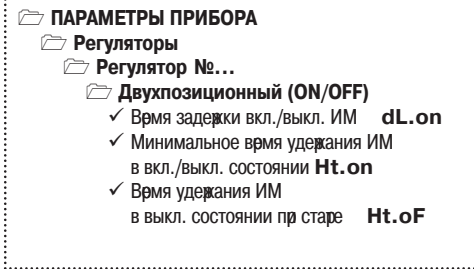 ПАРАМЕТРЫ ПРИБОРА
Регуляторы
Регулятор №...
Двухпозиционный (ON/OFF)
✓ Время задержки вкл./выкл. ИМ dL.on
✓ Минимальное время удержания ИМ
в вкл./выкл. состоянии Ht.on
✓ Время удержания ИМ
в выкл. состоянии при старте Ht.oF